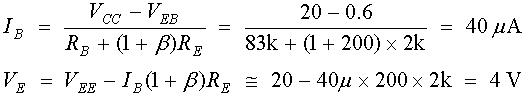 I_B = (V_CC − V_EB) / (R_B + (1 + β)R_E) = (20 − 0.6) / (83k + (1 + 200) × 2k) = 40 μA
V_E = V_EE − I_B(1 + β)R_E ≅ 20 − 40μ × 200 × 2k = 4 V